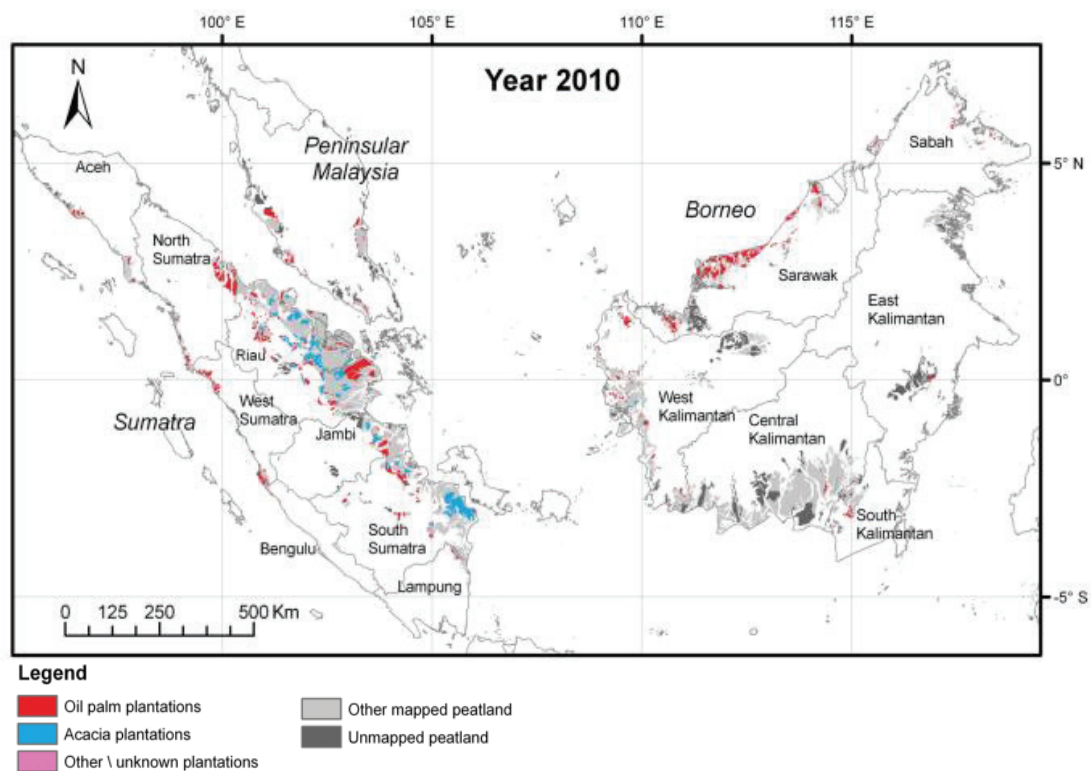 100° E 105° E 110° E 115° E
Year 2010
N
Peninsular
Malaysia
Aceh
Sabah
5° N
Borneo
North
Sumatra
Sarawak
East
Kalimantan
Riau
0°
West
Sumatra
West
Kalimantan
Sumatra
Jambi
Central
Kalimantan
South
Sumatra
South
Kalimantan
Bengulu
Lampung
0 125 250 500 Km
-5° S
Legend
Oil palm plantations
Other mapped peatland
Acacia plantations
Unmapped peatland
Other \ unknown plantations